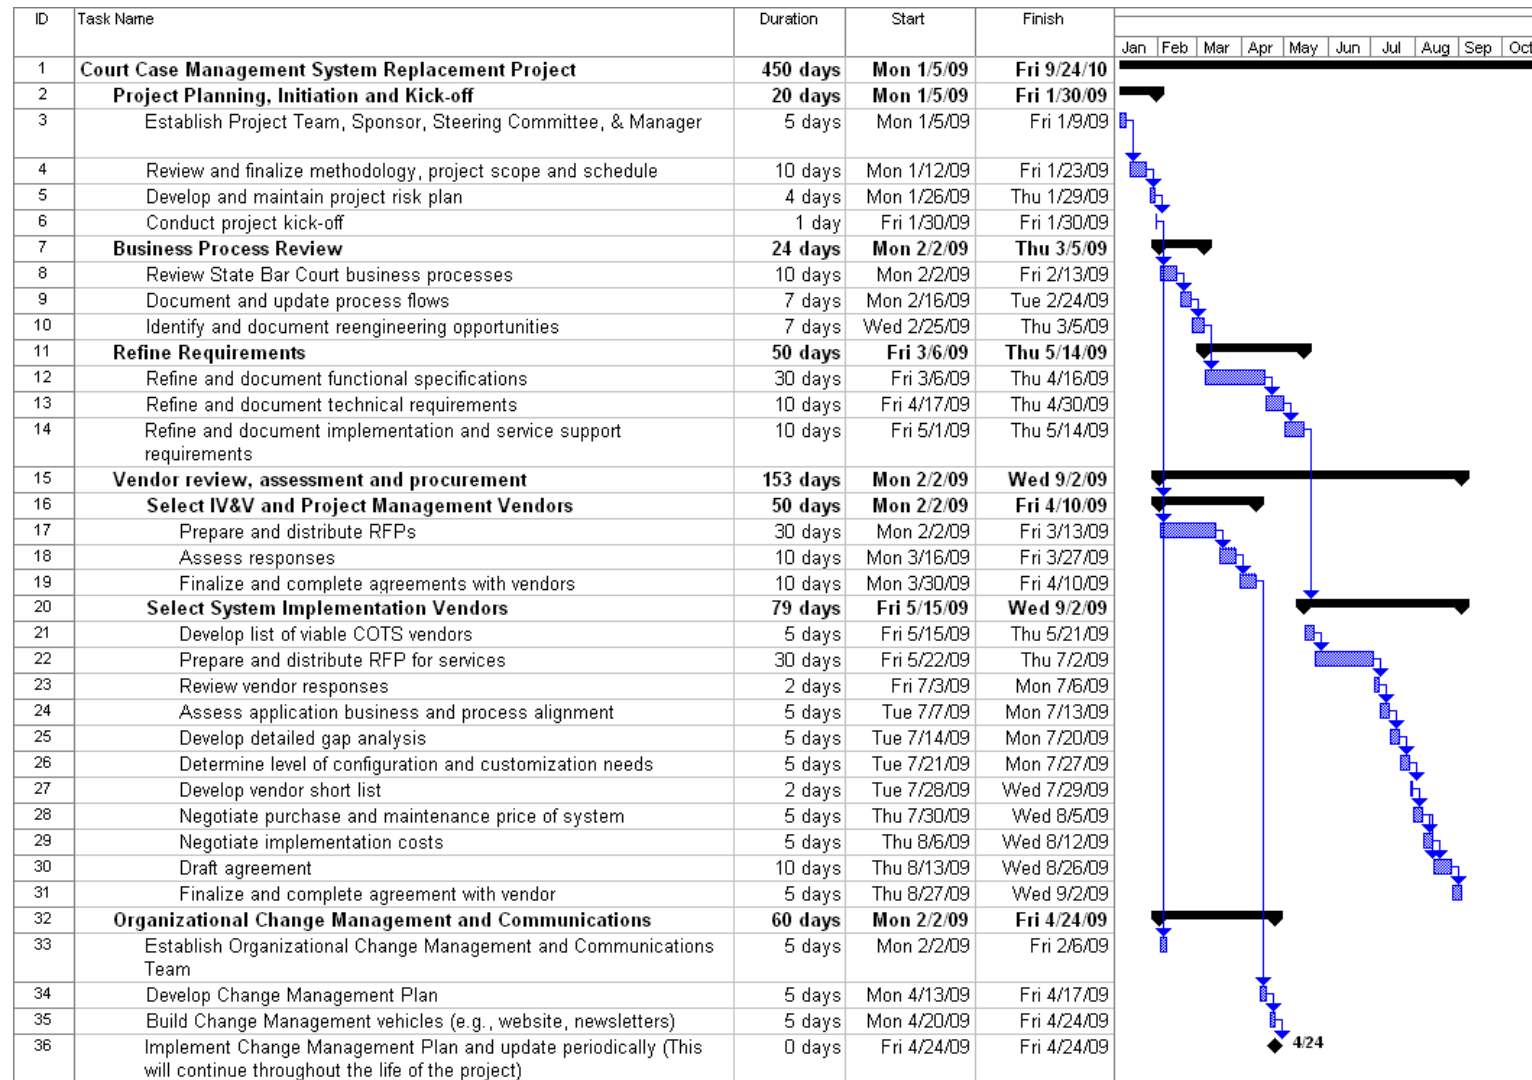 ID Task Name Duration Start Finish
Jan Feb Mar Apr May Jun Jul Aug Sep Oct
1 Court Case Management System Replacement Project 450 days Mon 1/5/09 Fri 9/24/10
2 Project Planning, Initiation and Kick-off 20 days Mon 1/5/09 Fri 1/30/09
3 Establish Project Team, Sponsor, Steering Committee, & Manager 5 days Mon 1/5/09 Fri 1/9/09
4 Review and finalize methodology, project scope and schedule 10 days Mon 1/12/09 Fri 1/23/09
5 Develop and maintain project risk plan 4 days Mon 1/26/09 Thu 1/29/09
6 Conduct project kick-off 1 day Fri 1/30/09 Fri 1/30/09
7 Business Process Review 24 days Mon 2/2/09 Thu 3/5/09
8 Review State Bar Court business processes 10 days Mon 2/2/09 Fri 2/13/09
9 Document and update process flows 7 days Mon 2/16/09 Tue 2/24/09
10 Identify and document reengineering opportunities 7 days Wed 2/25/09 Thu 3/5/09
11 Refine Requirements 50 days Fri 3/6/09 Thu 5/14/09
12 Refine and document functional specifications 30 days Fri 3/6/09 Thu 4/16/09
13 Refine and document technical requirements 10 days Fri 4/17/09 Thu 4/30/09
14 Refine and document implementation and service support 10 days Fri 5/1/09 Thu 5/14/09
requirements
15 Vendor review, assessment and procurement 153 days Mon 2/2/09 Wed 9/2/09
16 Select IV&V and Project Management Vendors 50 days Mon 2/2/09 Fri 4/10/09
17 Prepare and distribute RFPs 30 days Mon 2/2/09 Fri 3/13/09
18 Assess responses 10 days Mon 3/16/09 Fri 3/27/09
19 Finalize and complete agreements with vendors 10 days Mon 3/30/09 Fri 4/10/09
20 Select System Implementation Vendors 79 days Fri 5/15/09 Wed 9/2/09
21 Develop list of viable COTS vendors 5 days Fri 5/15/09 Thu 5/21/09
22 Prepare and distribute RFP for services 30 days Fri 5/22/09 Thu 7/2/09
23 Review vendor responses 2 days Fri 7/3/09 Mon 7/6/09
24 Assess application business and process alignment 5 days Tue 7/7/09 Mon 7/13/09
25 Develop detailed gap analysis 5 days Tue 7/14/09 Mon 7/20/09
26 Determine level of configuration and customization needs 5 days Tue 7/21/09 Mon 7/27/09
27 Develop vendor short list 2 days Tue 7/28/09 Wed 7/29/09
28 Negotiate purchase and maintenance price of system 5 days Thu 7/30/09 Wed 8/5/09
29 Negotiate implementation costs 5 days Thu 8/6/09 Wed 8/12/09
30 Draft agreement 10 days Thu 8/13/09 Wed 8/26/09
31 Finalize and complete agreement with vendor 5 days Thu 8/27/09 Wed 9/2/09
32 Organizational Change Management and Communications 60 days Mon 2/2/09 Fri 4/24/09
33 Establish Organizational Change Management and Communications 5 days Mon 2/2/09 Fri 2/6/09
Team
34 Develop Change Management Plan 5 days Mon 4/13/09 Fri 4/17/09
35 Build Change Management vehicles (e.g., website, newsletters) 5 days Mon 4/20/09 Fri 4/24/09
36 Implement Change Management Plan and update periodically (This 0 days Fri 4/24/09 Fri 4/24/09 4/24
will continue throughout the life of the project)